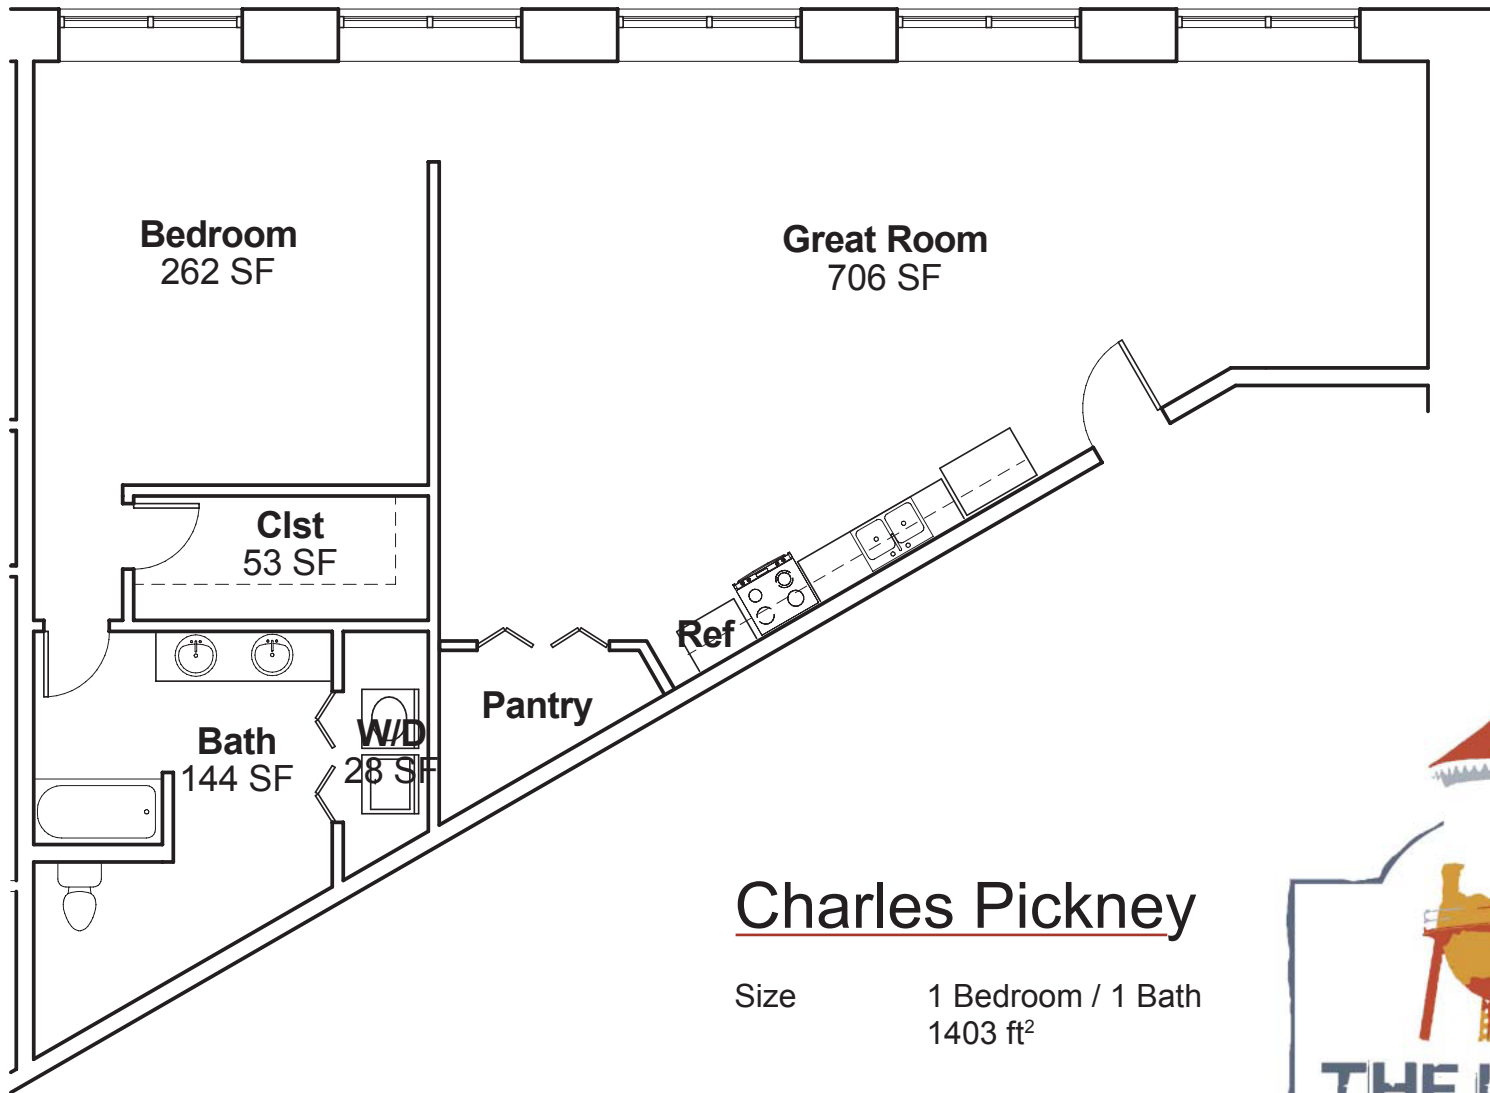 Bedroom
262 SF
Great Room
706 SF
Clst
53 SF
Ref
Pantry
Bath
144 SF
W/D
28 SF
Charles Pickney
Size
1 Bedroom / 1 Bath
1403 ft²
THE